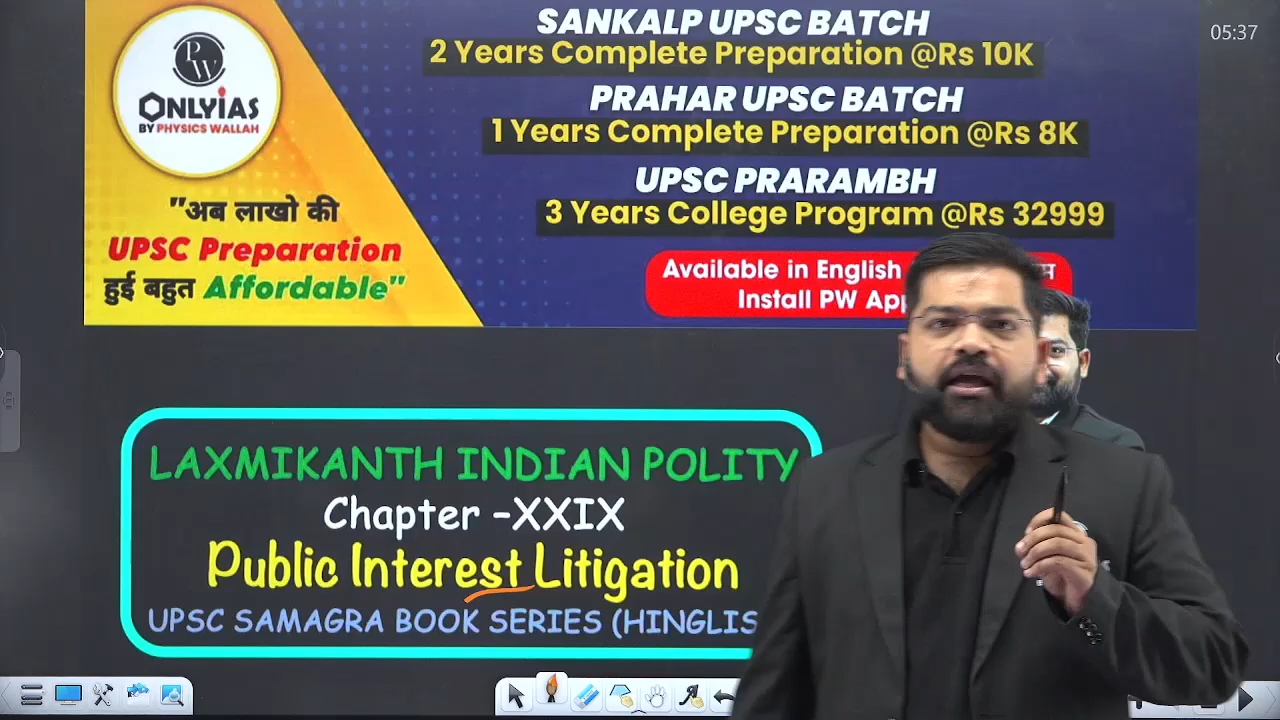 SANKALP UPSC BATCH
2 Years Complete Preparation @Rs 10K
PRAHAR UPSC BATCH
1 Years Complete Preparation @Rs 8K
UPSC PRARAMBH
3 Years College Program @Rs 32999
Available in English
Install PW App
05:37
PW
ONLYIAS
BY PHYSICS WALLAH
"अब लाखो की
UPSC Preparation
हुई बहुत Affordable"
LAXMIKANTH INDIAN POLITY
Chapter –XXIX
Public Interest Litigation
UPSC SAMAGRA BOOK SERIES (HINGLIS